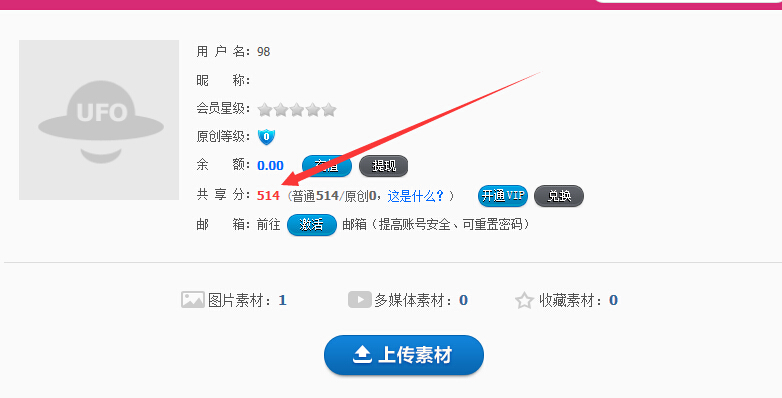 UFO
用 户 名：98
昵 称：
会员星级：
原创等级：0
余 额：0.00 充值 提现
共 享 分：514 （普通514/原创0，这是什么？） 开通VIP 兑换
邮 箱：前往 激活 邮箱（提高账号安全、可重置密码）
图片素材：1 多媒体素材：0 收藏素材：0
上传素材